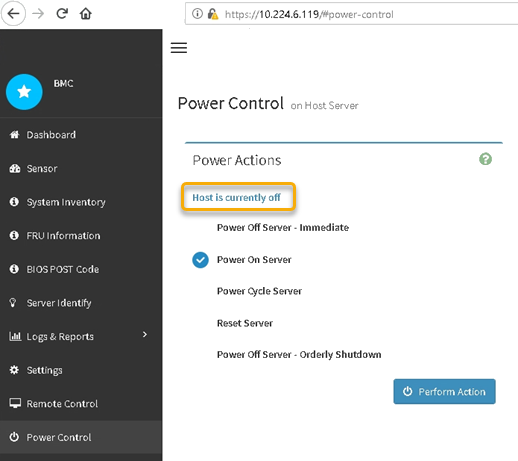 https://10.224.6.119/#power-control
BMC
Dashboard
Sensor
System Inventory
FRU Information
BIOS POST Code
Server Identify
Logs & Reports
Settings
Remote Control
Power Control
Power Control on Host Server
Power Actions
Host is currently off
Power Off Server - Immediate
Power On Server
Power Cycle Server
Reset Server
Power Off Server - Orderly Shutdown
Perform Action